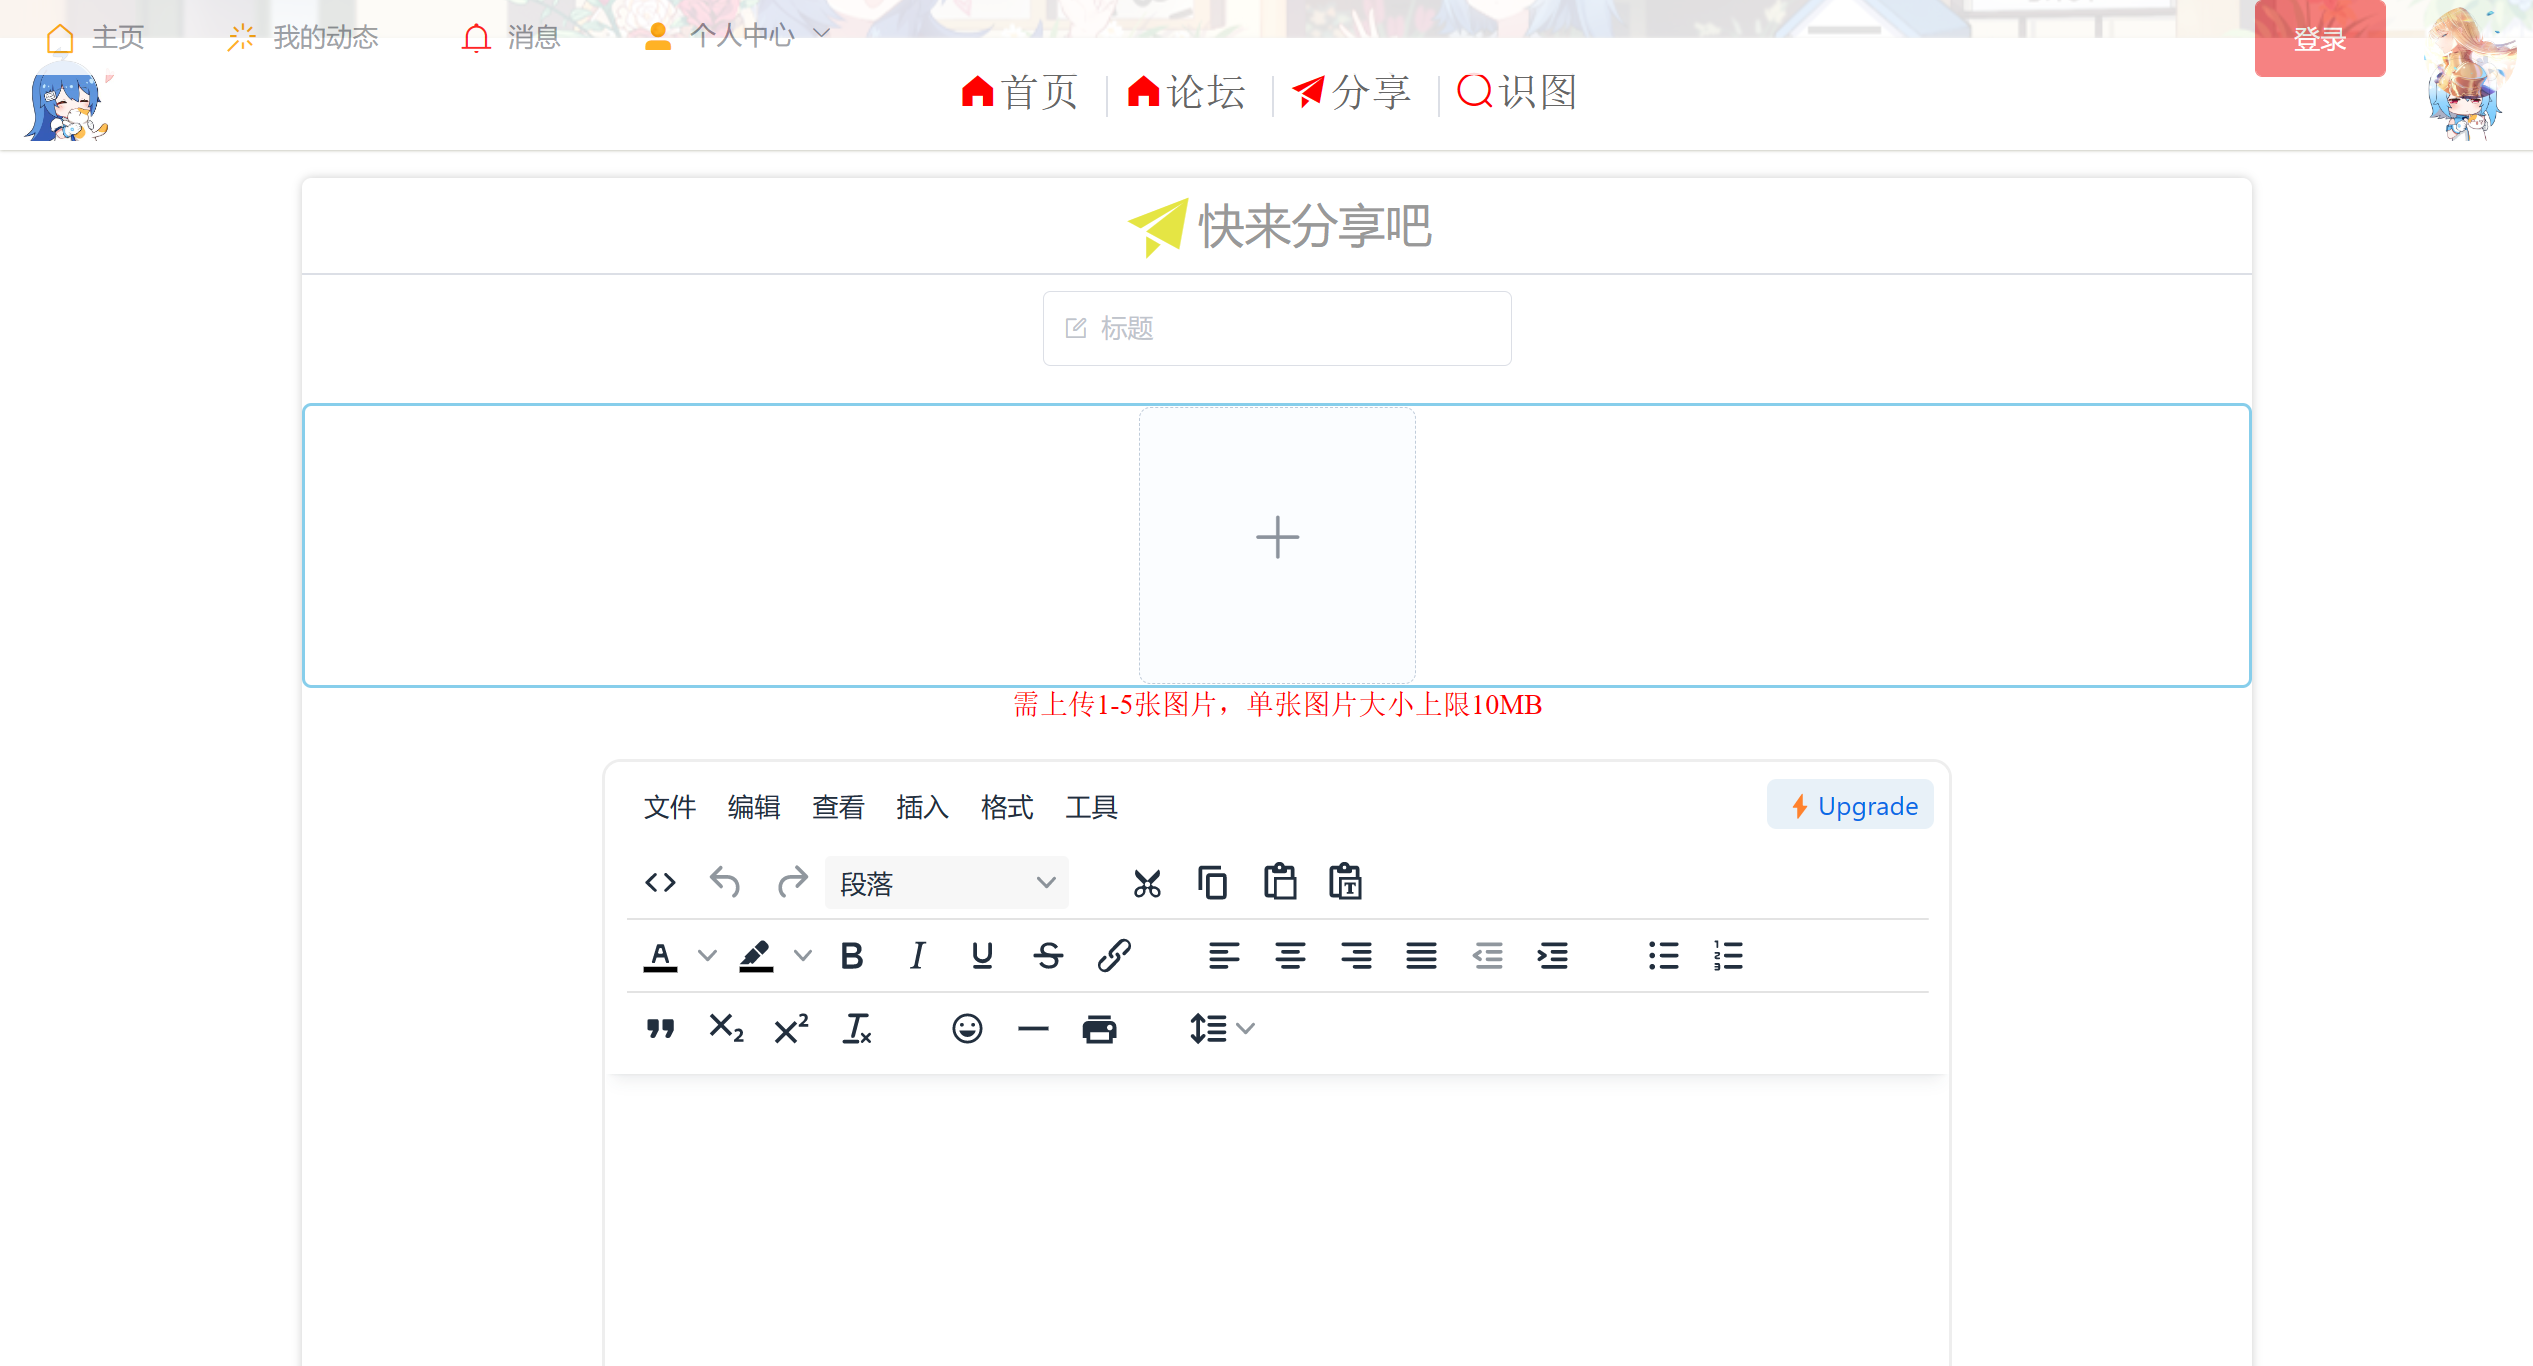 主页 我的动态 消息 个人中心 登录
首页 论坛 分享 识图
快来分享吧
标题
需上传1-5张图片，单张图片大小上限10MB
文件 编辑 查看 插入 格式 工具 Upgrade
段落